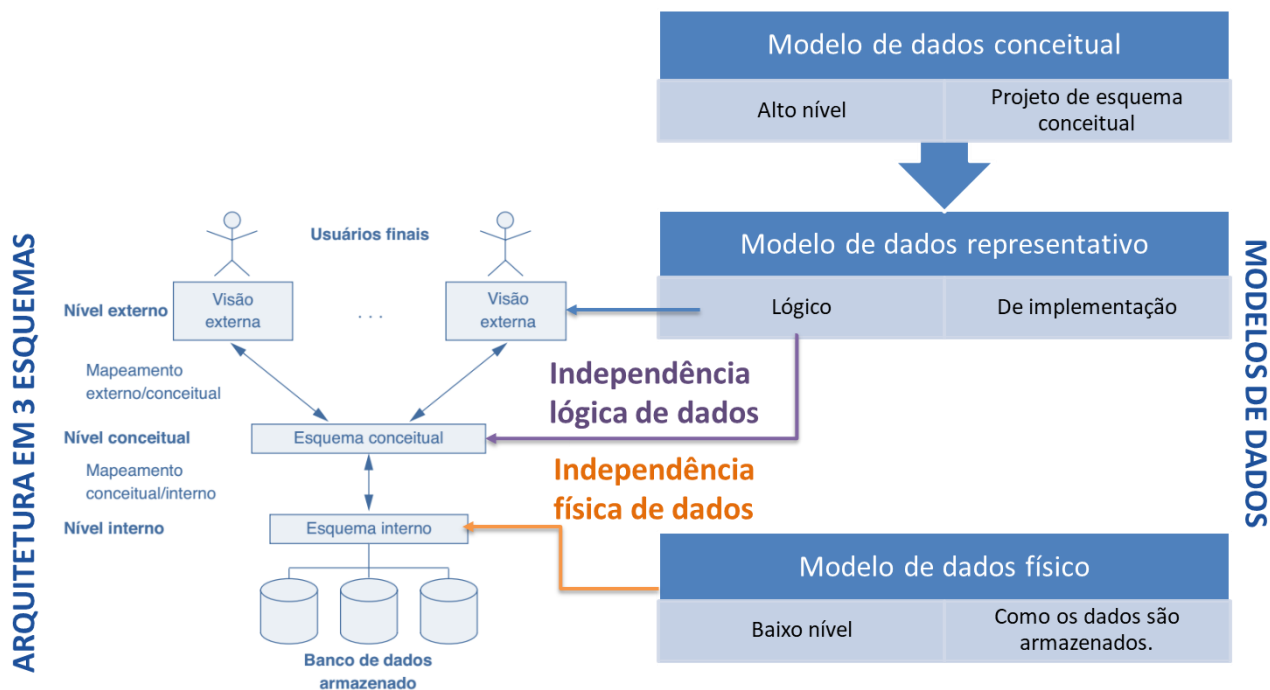 ARQUITETURA EM 3 ESQUEMAS
Usuários finais
Nível externo
Visão
externa
. . .
Visão
externa
Mapeamento
externo/conceitual
Nível conceitual
Esquema conceitual
Mapeamento
conceitual/interno
Nível interno
Esquema interno
Banco de dados
armazenado
Independência
lógica de dados
Independência
física de dados
Modelo de dados conceitual
Alto nível
Projeto de esquema
conceitual
Modelo de dados representativo
Lógico
De implementação
Modelo de dados físico
Baixo nível
Como os dados são
armazenados.
MODELOS DE DADOS